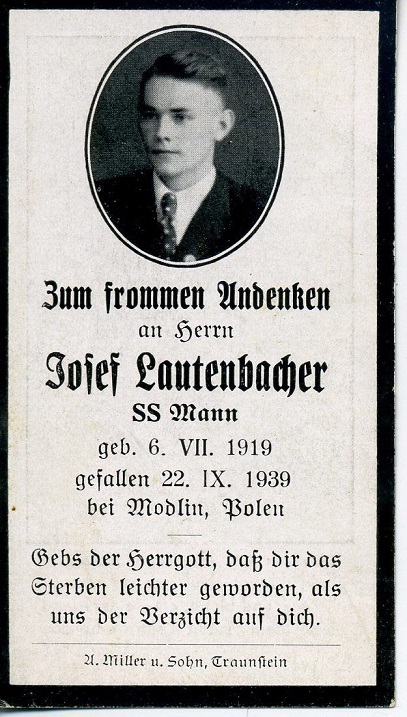 Zum frommen Andenken
an Herrn
Josef Lautenbacher
SS Mann
geb. 6. VII. 1919
gefallen 22. IX. 1939
bei Modlin, Polen
Gebs der Herrgott, daß dir das
Sterben leichter geworden, als
uns der Verzicht auf dich.
A. Miller u. Sohn, Traunstein